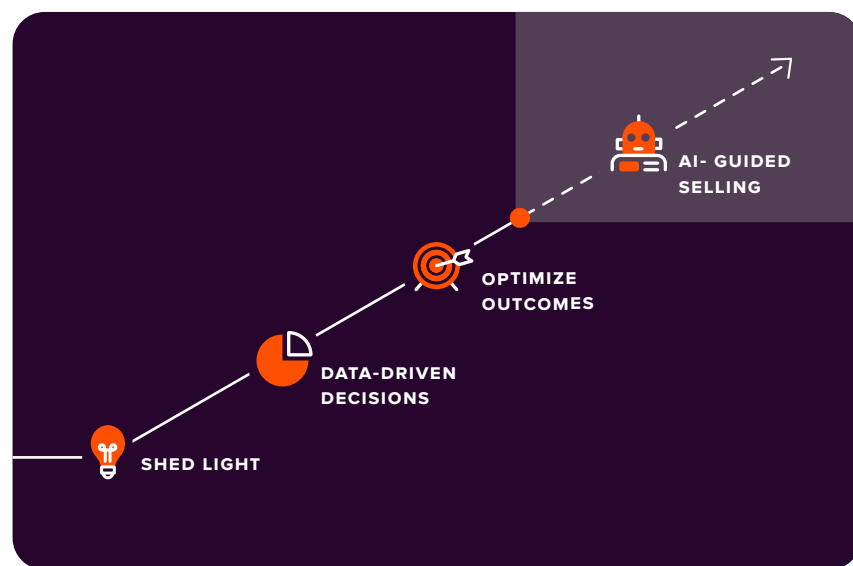 AI- GUIDED
SELLING
OPTIMIZE
OUTCOMES
DATA-DRIVEN
DECISIONS
SHED LIGHT